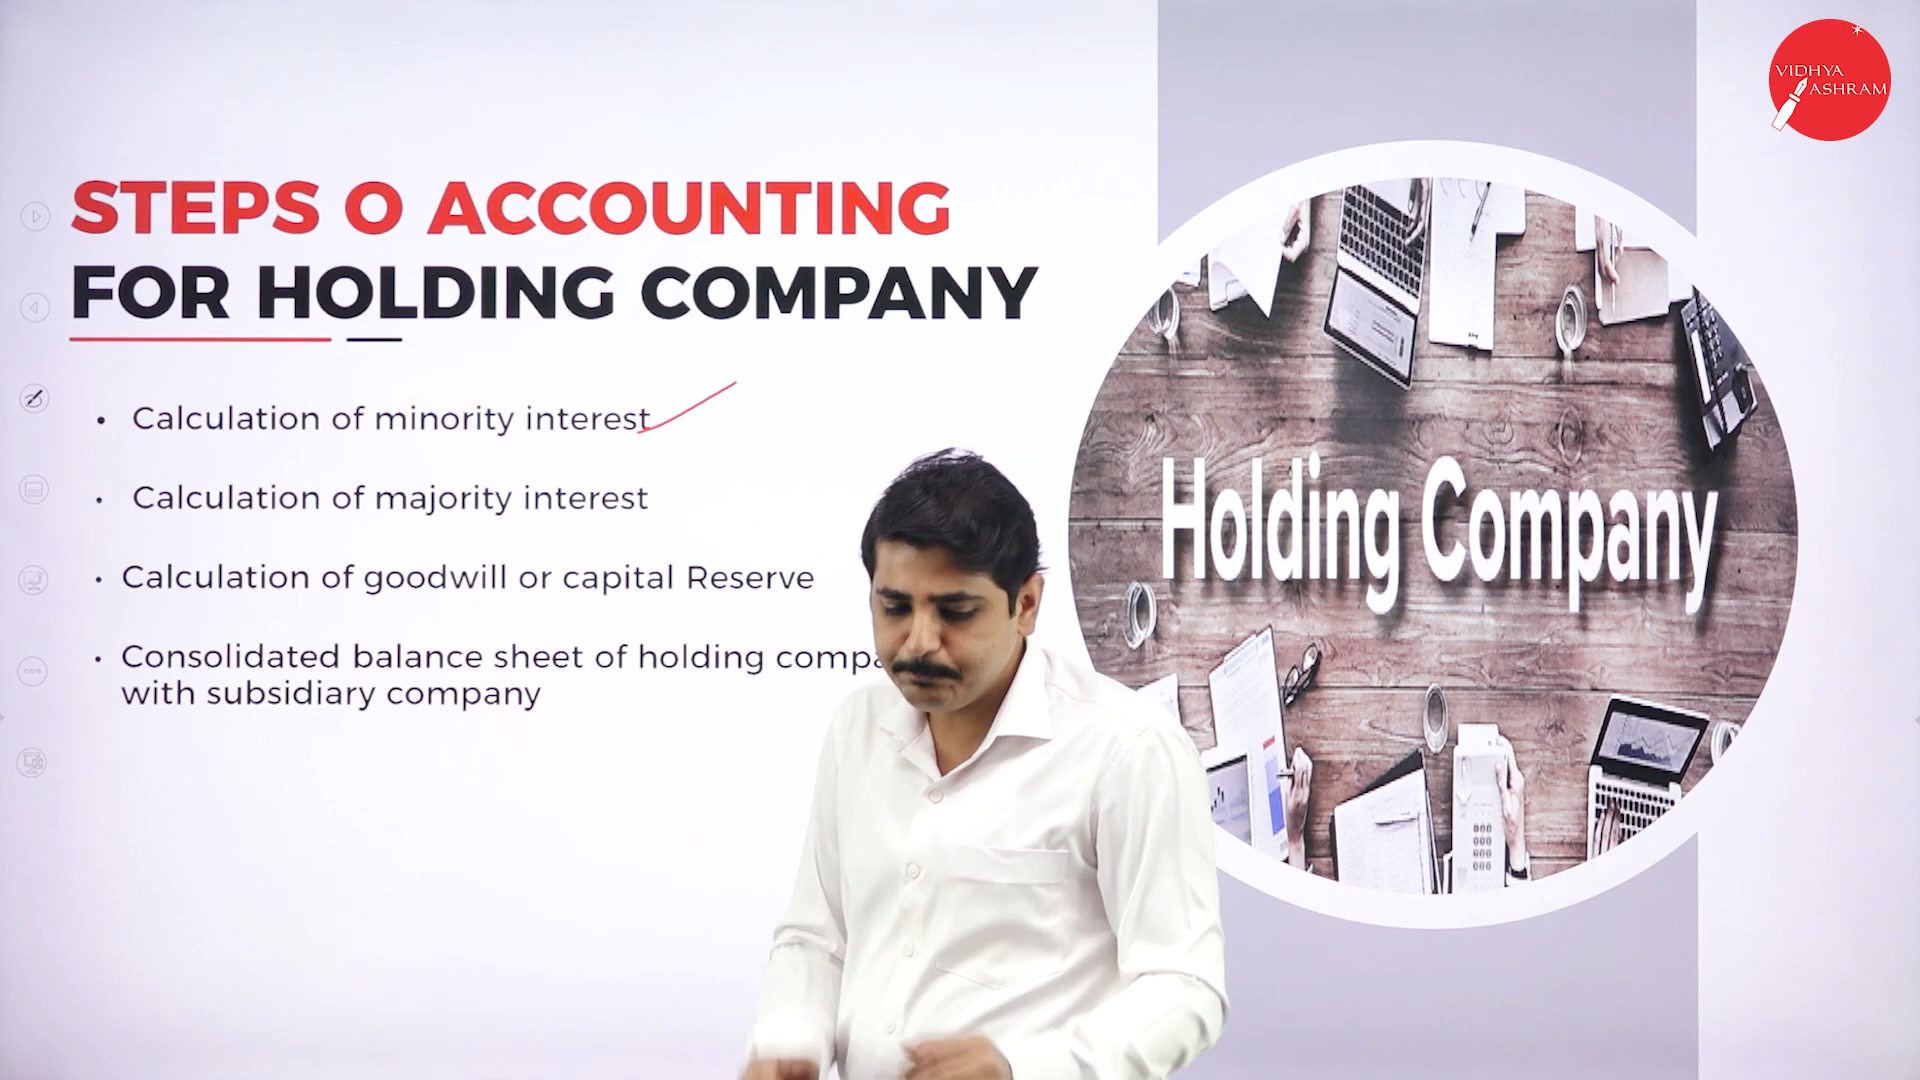 VIDHYA
ASHRAM
STEPS O ACCOUNTING
FOR HOLDING COMPANY
• Calculation of minority interest
• Calculation of majority interest
• Calculation of goodwill or capital Reserve
• Consolidated balance sheet of holding
with subsidiary company
Holding Company